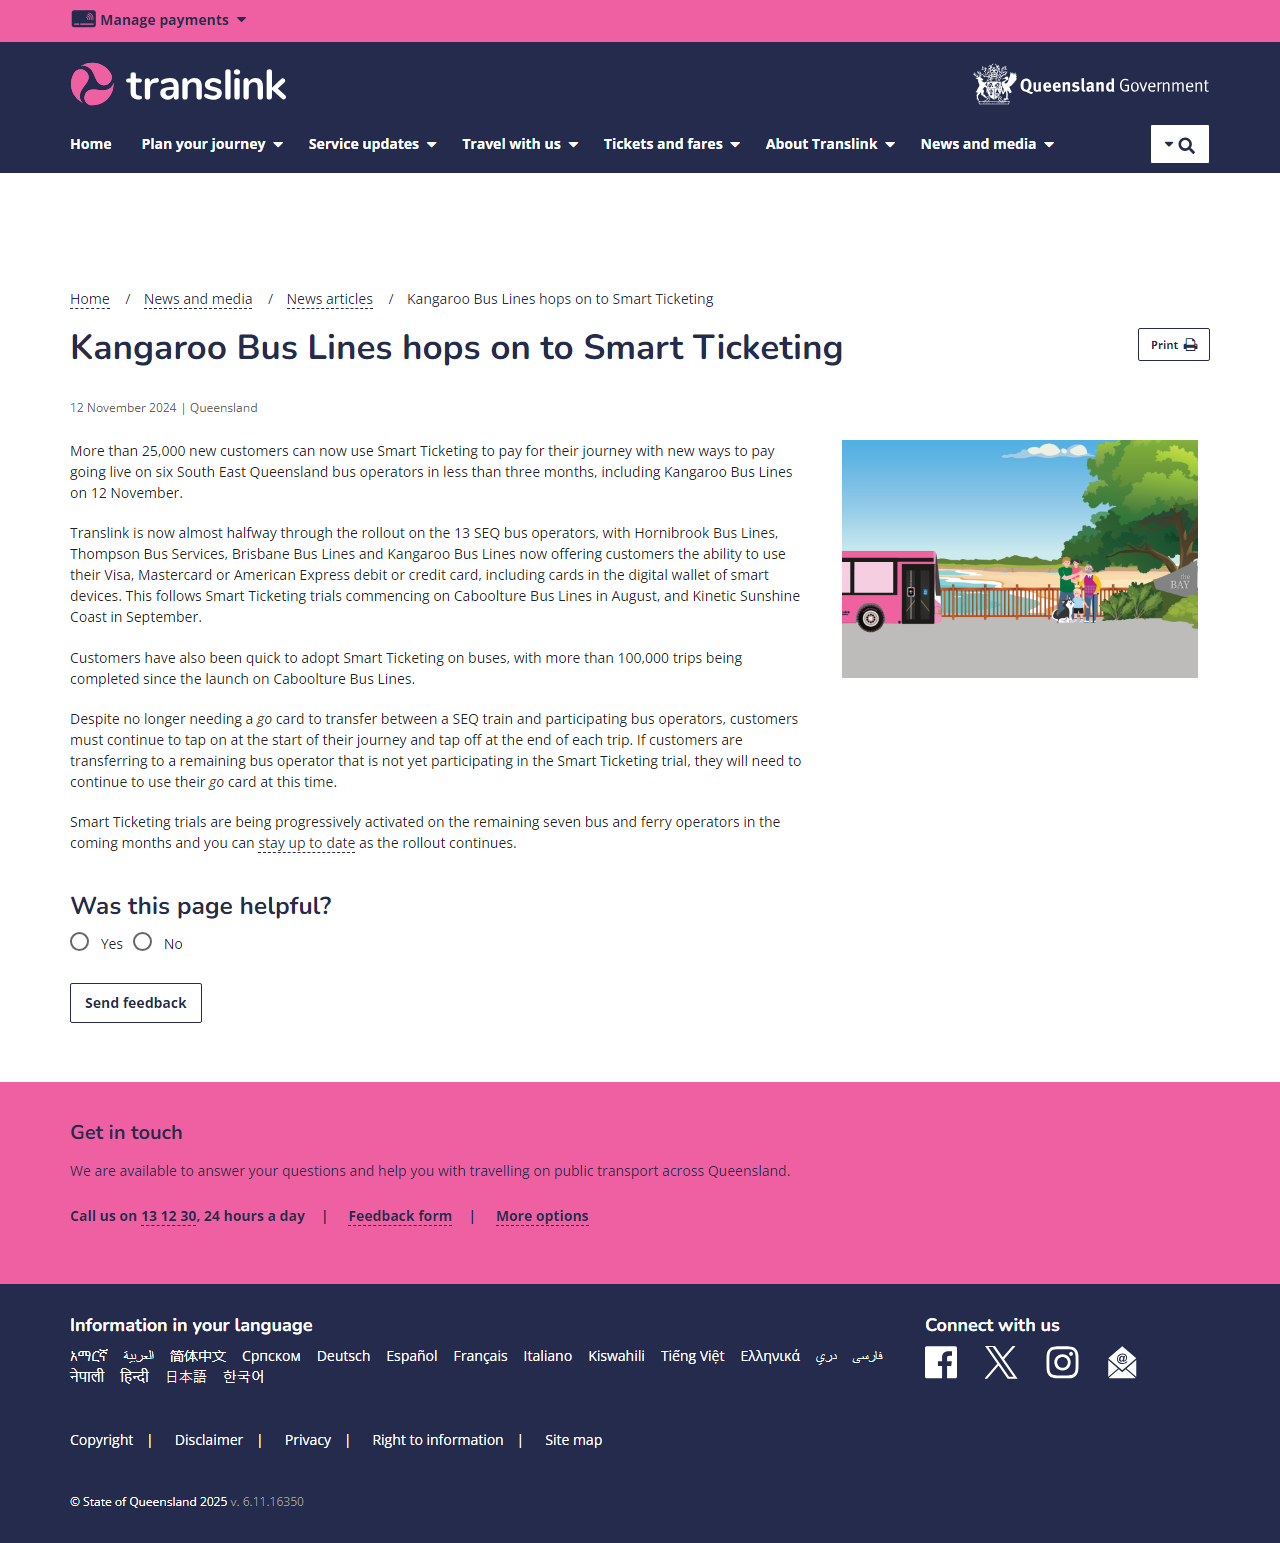 Manage payments
translink
Queensland Government
Home Plan your journey Service updates Travel with us Tickets and fares About Translink News and media
Home / News and media / News articles / Kangaroo Bus Lines hops on to Smart Ticketing
Kangaroo Bus Lines hops on to Smart Ticketing
Print
12 November 2024 | Queensland
More than 25,000 new customers can now use Smart Ticketing to pay for their journey with new ways to pay
going live on six South East Queensland bus operators in less than three months, including Kangaroo Bus Lines
on 12 November.
Translink is now almost halfway through the rollout on the 13 SEQ bus operators, with Hornibrook Bus Lines,
Thompson Bus Services, Brisbane Bus Lines and Kangaroo Bus Lines now offering customers the ability to use
their Visa, Mastercard or American Express debit or credit card, including cards in the digital wallet of smart
devices. This follows Smart Ticketing trials commencing on Caboolture Bus Lines in August, and Kinetic Sunshine
Coast in September.
the
BAY
Customers have also been quick to adopt Smart Ticketing on buses, with more than 100,000 trips being
completed since the launch on Caboolture Bus Lines.
Despite no longer needing a go card to transfer between a SEQ train and participating bus operators, customers
must continue to tap on at the start of their journey and tap off at the end of each trip. If customers are
transferring to a remaining bus operator that is not yet participating in the Smart Ticketing trial, they will need to
continue to use their go card at this time.
Smart Ticketing trials are being progressively activated on the remaining seven bus and ferry operators in the
coming months and you can stay up to date as the rollout continues.
Was this page helpful?
Yes No
Send feedback
Get in touch
We are available to answer your questions and help you with travelling on public transport across Queensland.
Call us on 13 12 30, 24 hours a day | Feedback form | More options
Information in your language
አማርኛ العربية 简体中文 Српском Deutsch Español Français Italiano Kiswahili Tiếng Việt Ελληνικά دري فارسی
नेपाली हिन्दी 日本語 한국어
Connect with us
Copyright | Disclaimer | Privacy | Right to information | Site map
© State of Queensland 2025 v. 6.11.16350